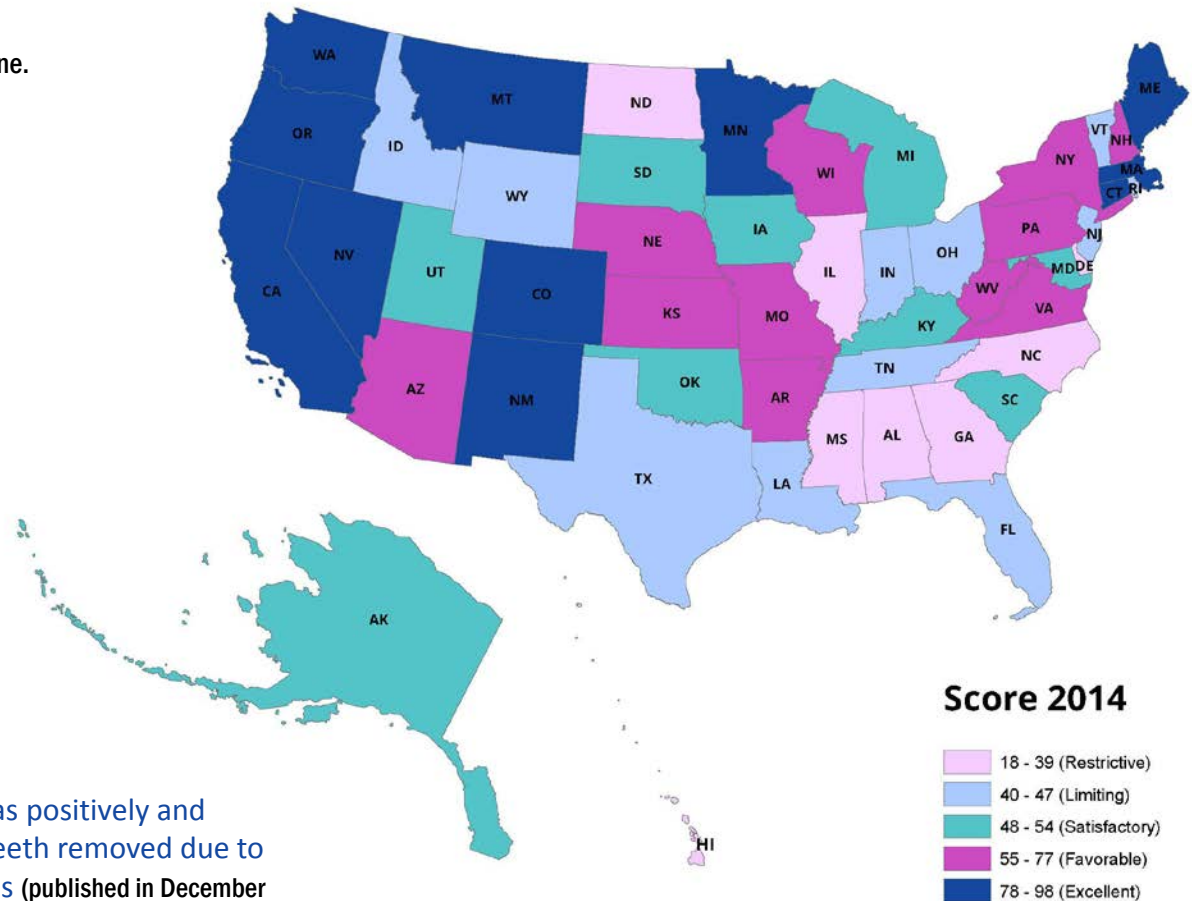 ne.
WA
MT
ND
MN
ME
OR
ID
WY
SD
WI
MI
VT
NH
NY
MA
CT
RI
NV
UT
CO
NE
IA
IL
IN
OH
PA
NJ
CA
KS
MO
KY
WV
MD
DE
VA
AZ
NM
OK
AR
TN
NC
TX
LA
MS
AL
GA
SC
FL
AK
HI
Score 2014
18 - 39 (Restrictive)
40 - 47 (Limiting)
48 - 54 (Satisfactory)
55 - 77 (Favorable)
78 - 98 (Excellent)
as positively and
eeth removed due to
s (published in December